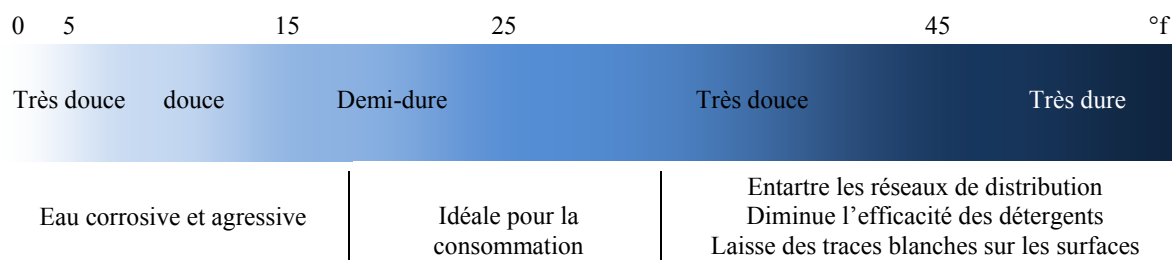 0 5 15 25 45 °f
Très douce douce Demi-dure Très douce Très dure
Eau corrosive et agressive
Idéale pour la
consommation
Entartre les réseaux de distribution
Diminue l’efficacité des détergents
Laisse des traces blanches sur les surfaces